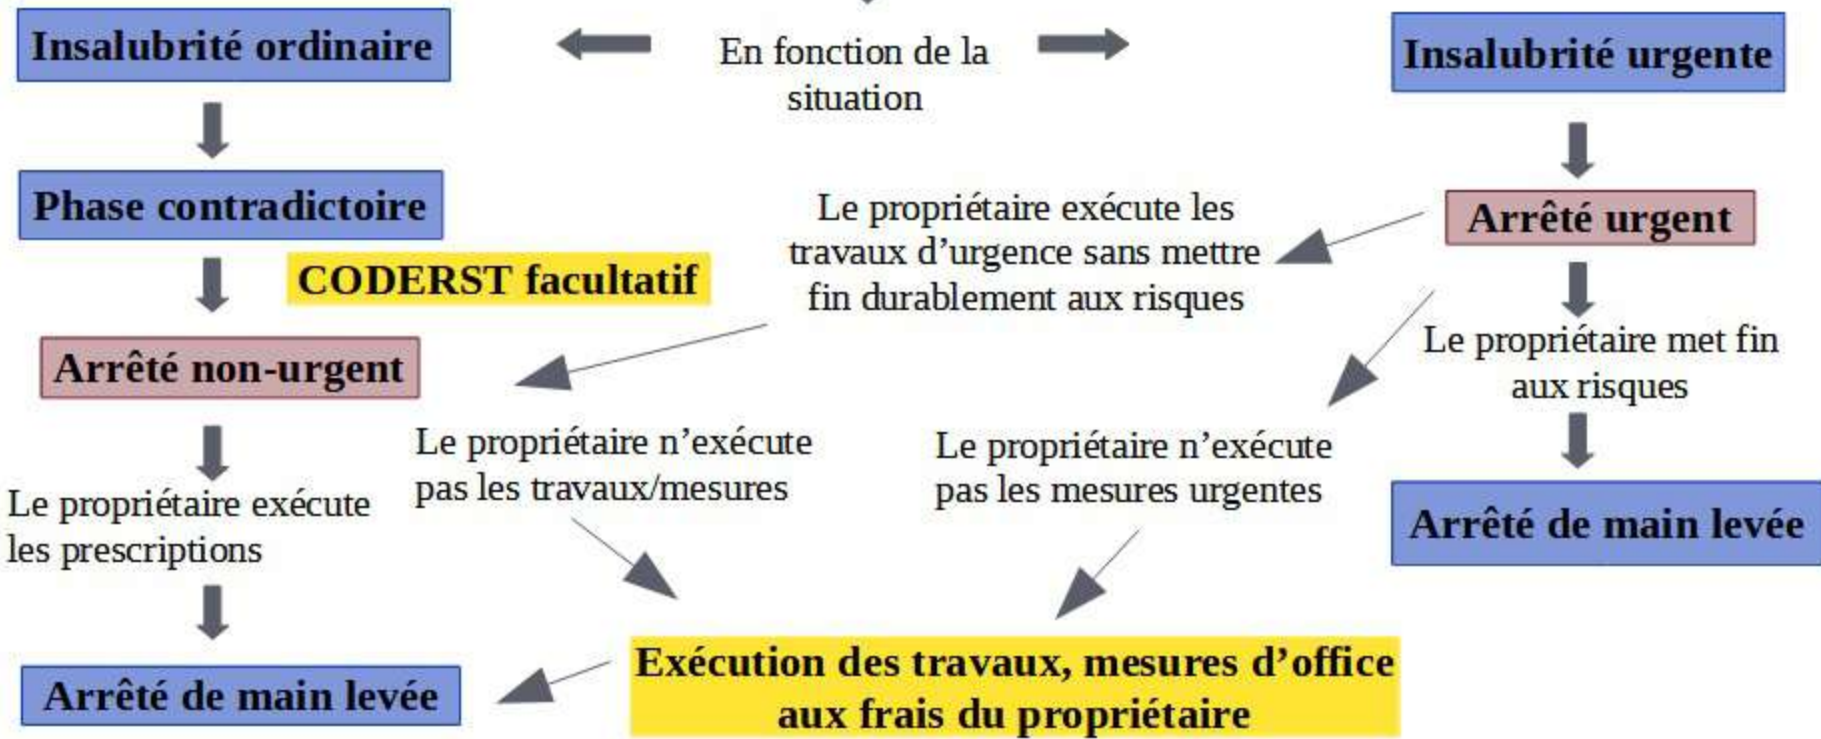 Insalubrité ordinaire
En fonction de la
situation
Insalubrité urgente
Phase contradictoire
Le propriétaire exécute les
travaux d’urgence sans mettre
fin durablement aux risques
Arrêté urgent
CODERST facultatif
Arrêté non-urgent
Le propriétaire met fin
aux risques
Le propriétaire n’exécute
pas les travaux/mesures
Le propriétaire n’exécute
pas les mesures urgentes
Le propriétaire exécute
les prescriptions
Arrêté de main levée
Exécution des travaux, mesures d’office
aux frais du propriétaire
Arrêté de main levée